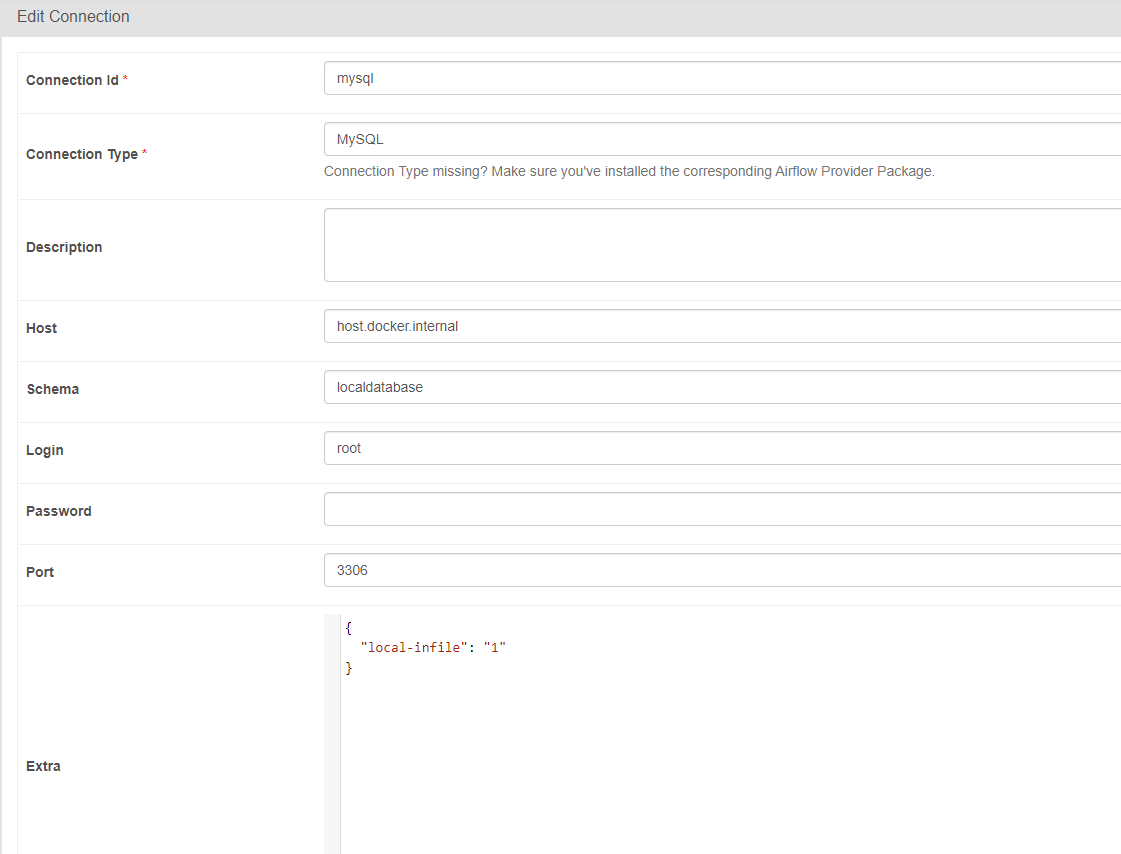 Edit Connection
Connection Id *
mysql
Connection Type *
MySQL
Connection Type missing? Make sure you've installed the corresponding Airflow Provider Package.
Description
Host
host.docker.internal
Schema
localdatabase
Login
root
Password
Port
3306
Extra
{
"local-infile": "1"
}